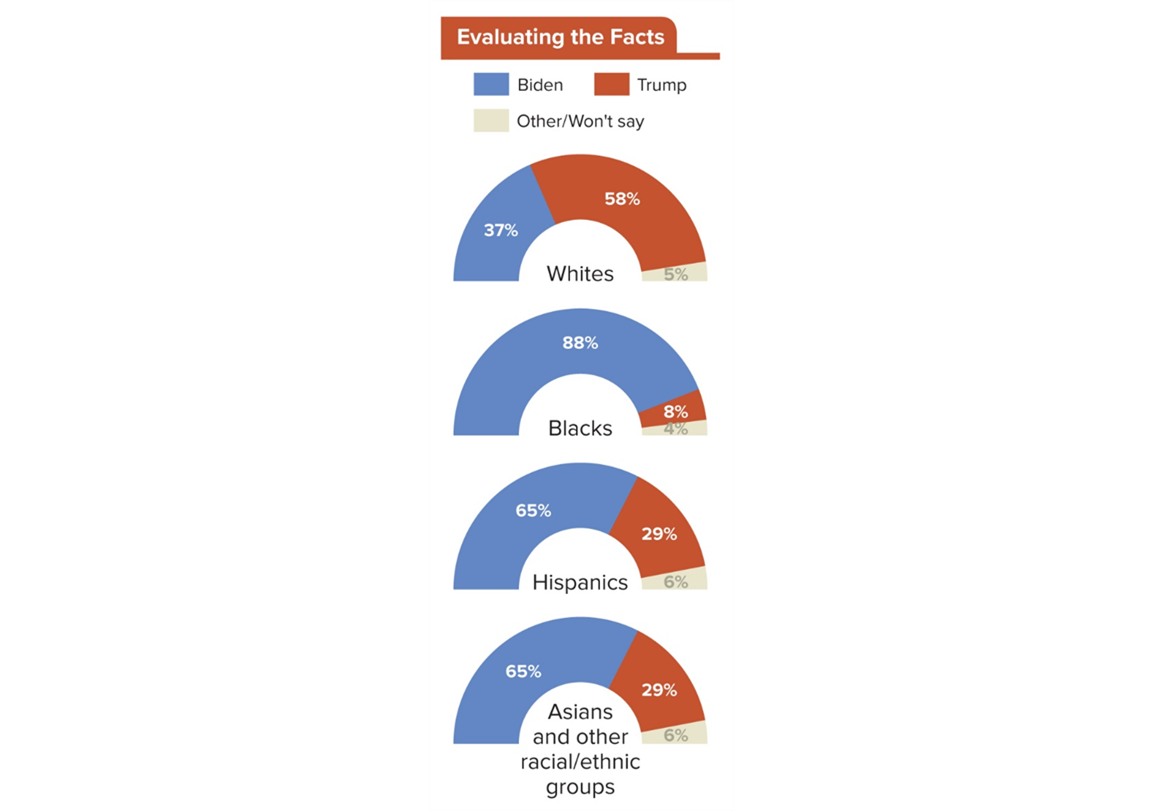 Evaluating the Facts
Biden Trump
Other/Won't say
58%
37%
Whites
5%
88%
8%
Blacks
4%
65%
29%
Hispanics
6%
65%
29%
Asians
and other
6%
racial/ethnic
groups